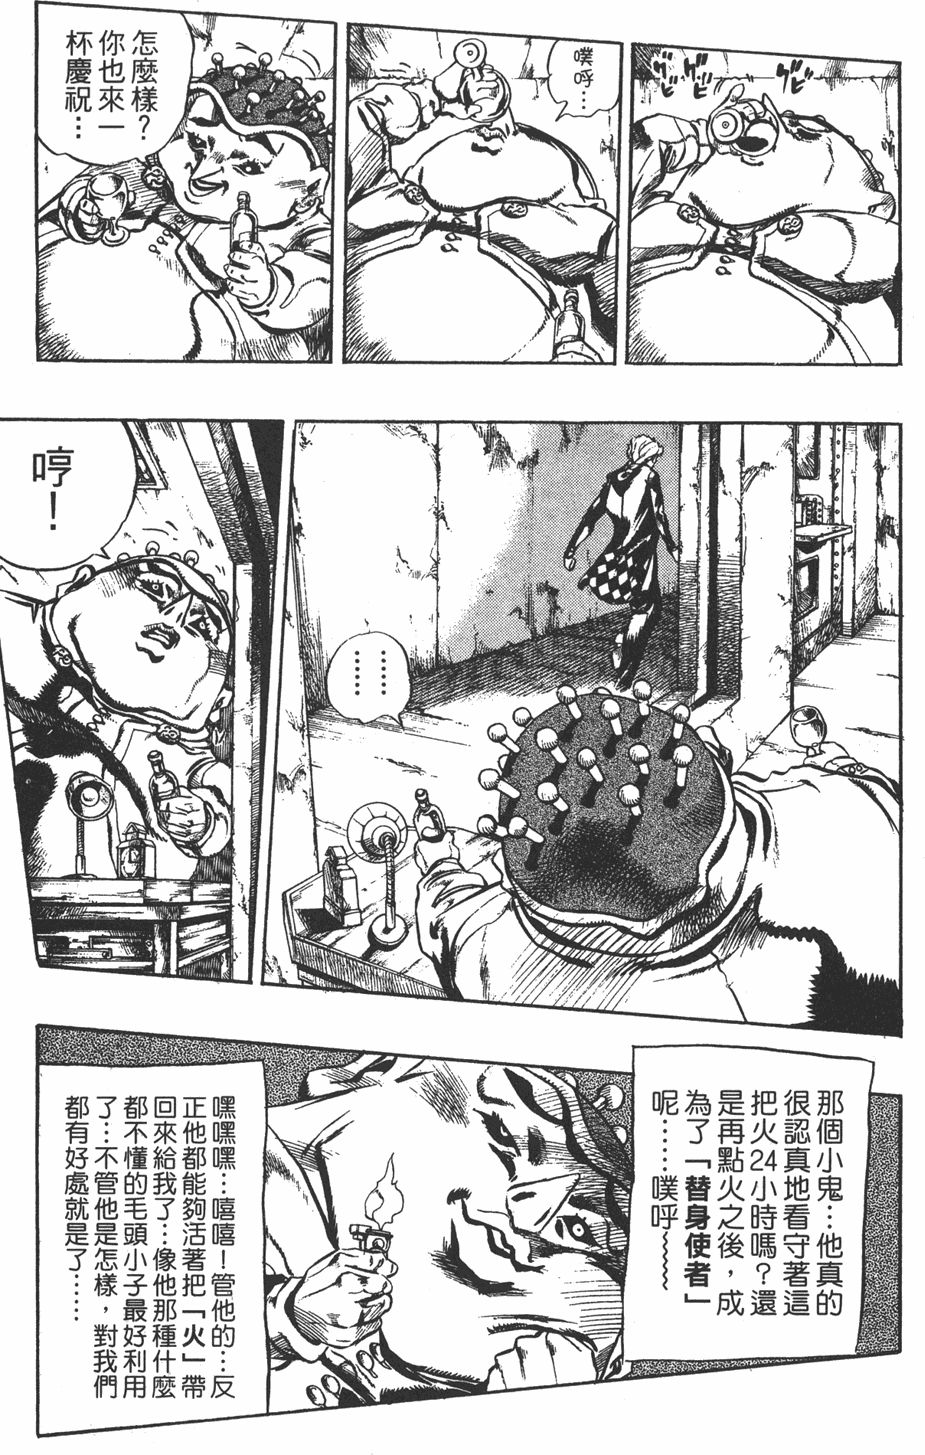 ズビ
ズビ
ズズ
噗呼…
怎麼樣？
你也來一
杯慶祝…
⋯⋯
⋯⋯
哼！
那個小鬼…他真的
很認真地看守著這
把火24小時嗎？還
是再點火之後，成
為了「替身使者」
呢……噗呼～～～
嘿嘿嘿…嘻嘻！管他的…反
正他都能夠活著把「火」帶
回來給我了…像他那種什麼
都不懂的毛頭小子最好利用
了…不管他是怎樣，對我們
都有好處就是了……